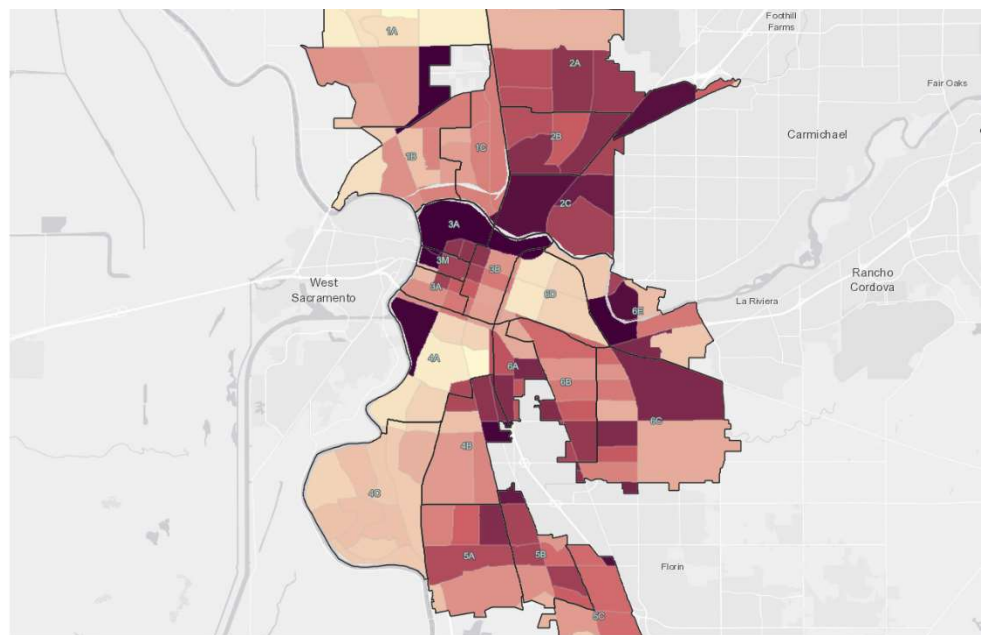 Foothill
Farms
1A
2A
Fair Oaks
Carmichael
2B
1C
1B
2C
3A
3M
3B
Rancho
Cordova
West
Sacramento
3A
6D
La Riviera
6E
4A
6A
6B
6C
4B
4C
5A
5B
Florin
5C